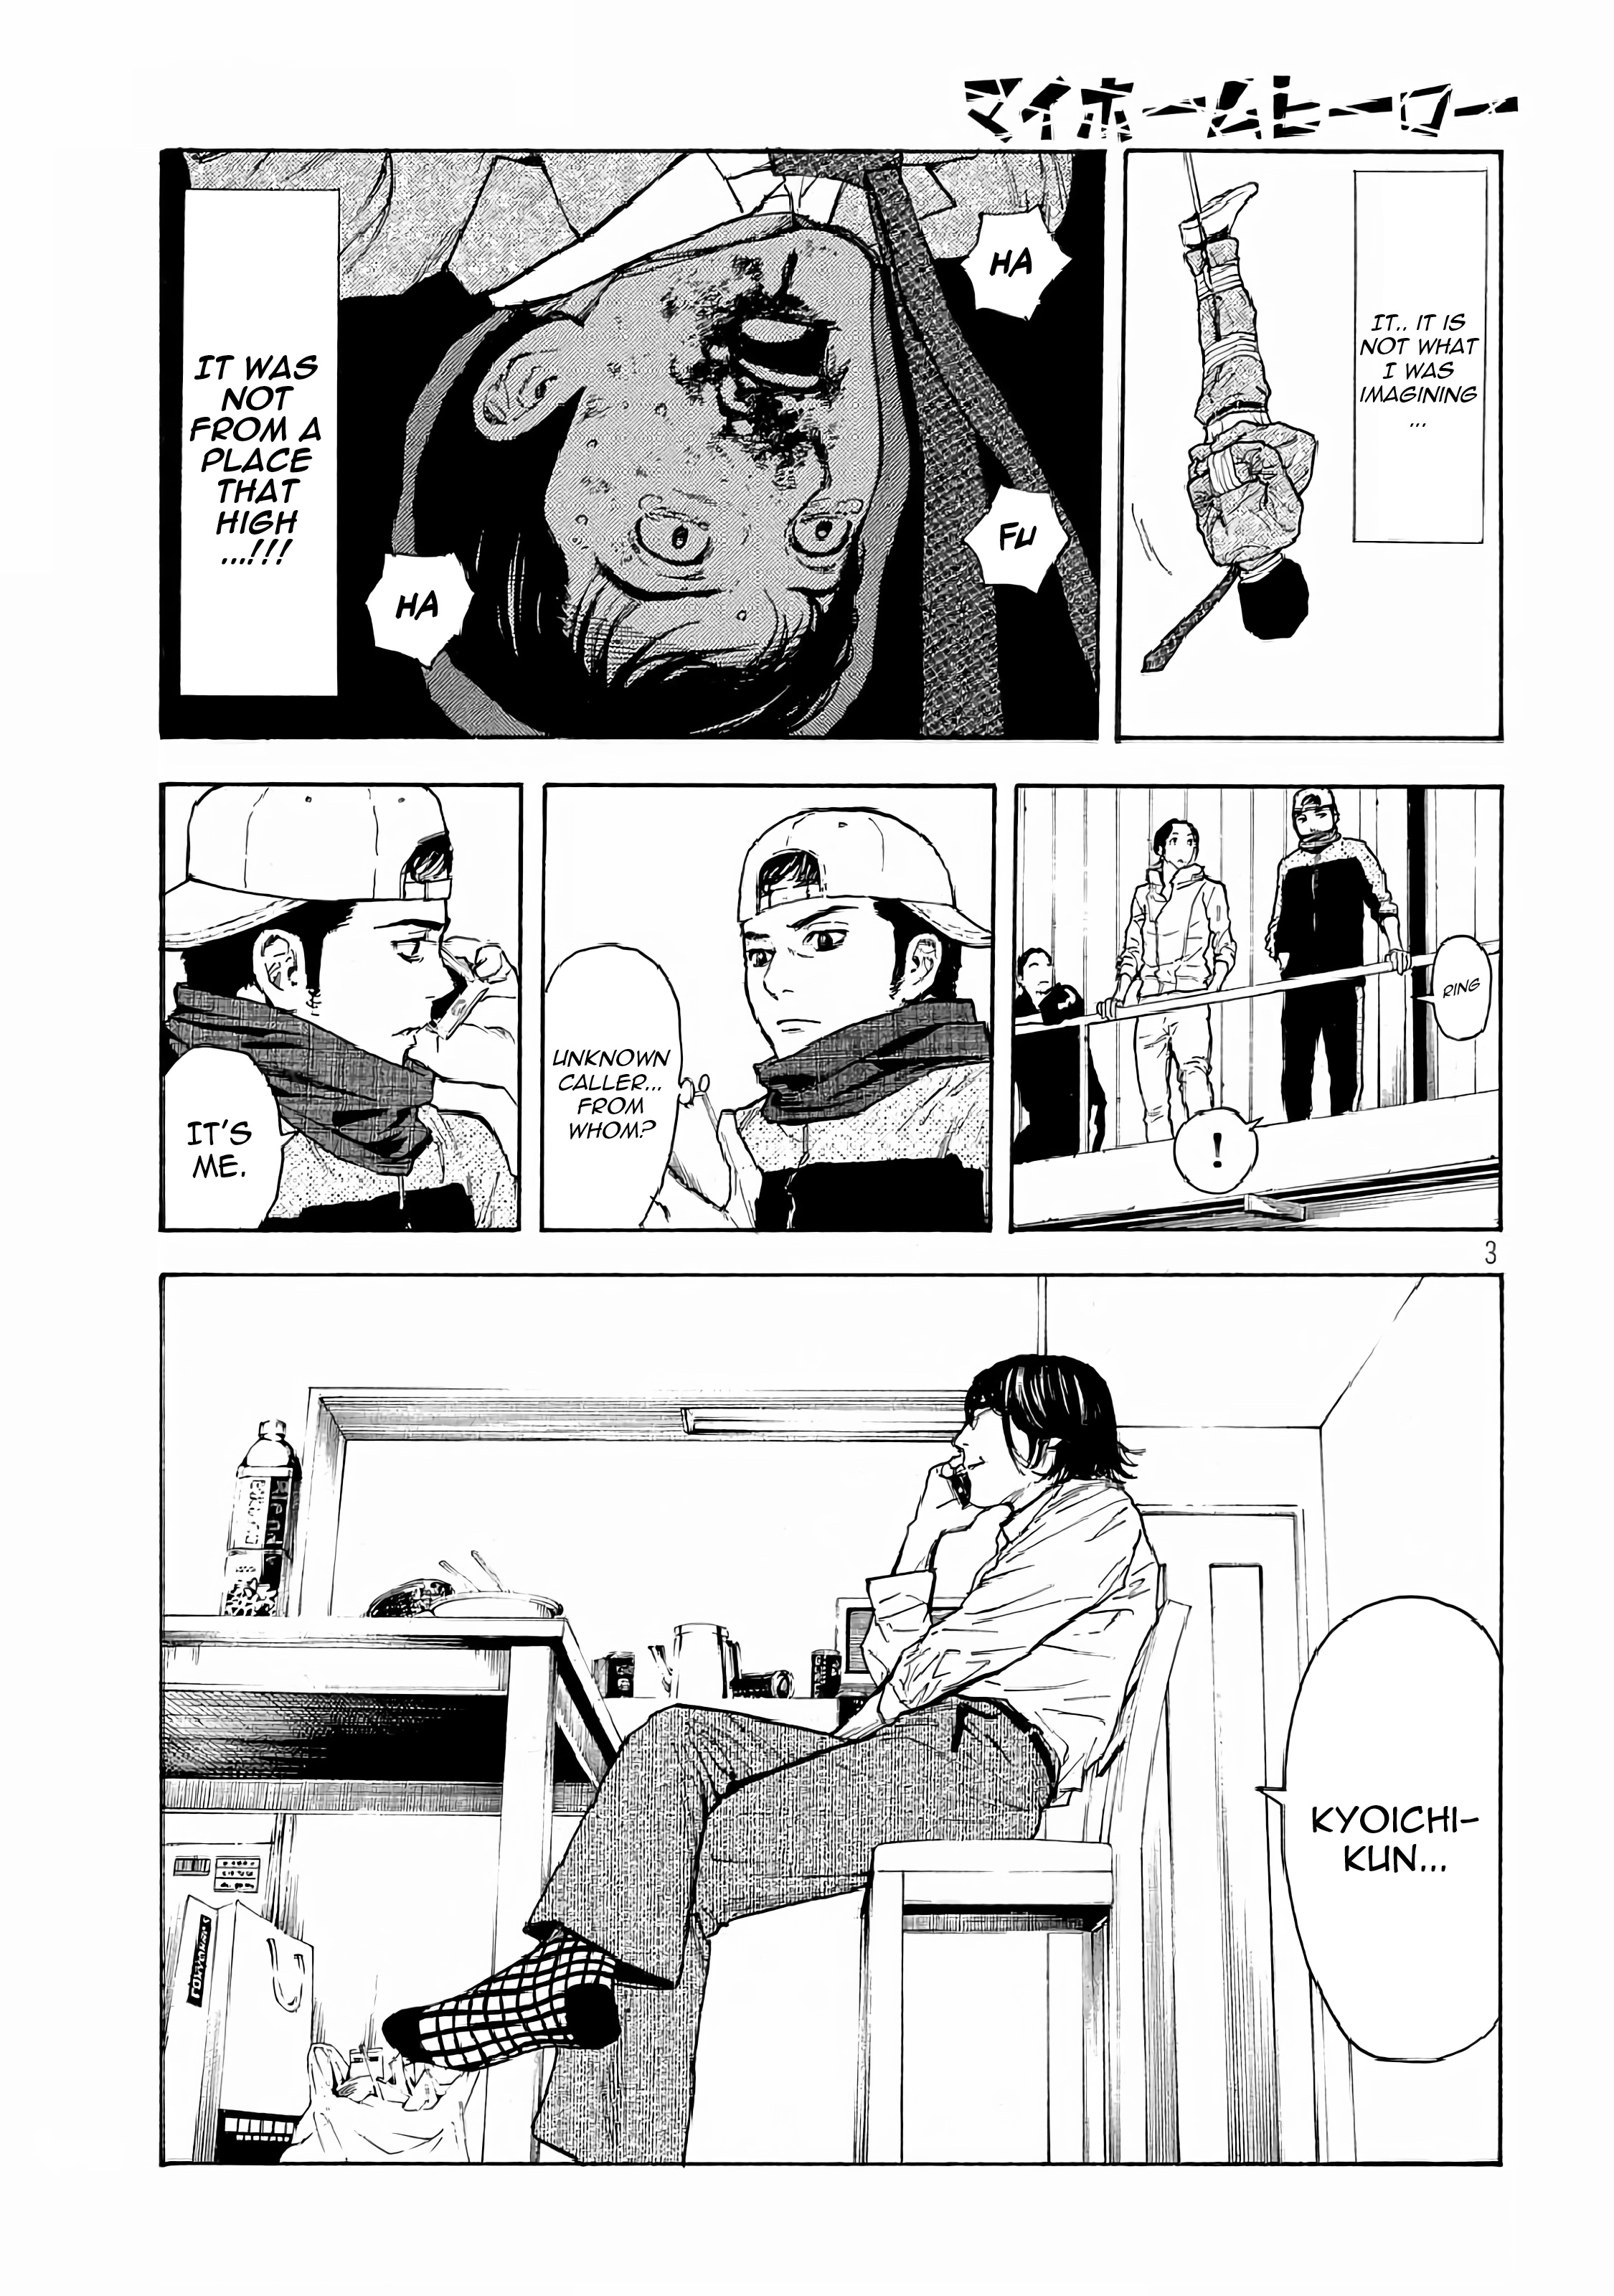 マイホームヒーロー
IT.. IT IS
NOT WHAT
I WAS
IMAGINING
...
HA
FU
HA
IT WAS
NOT
FROM A
PLACE
THAT
HIGH
...!!!
RING
!
UNKNOWN
CALLER...
FROM
WHOM?
IT'S
ME.
3
KYOICHI-
KUN...